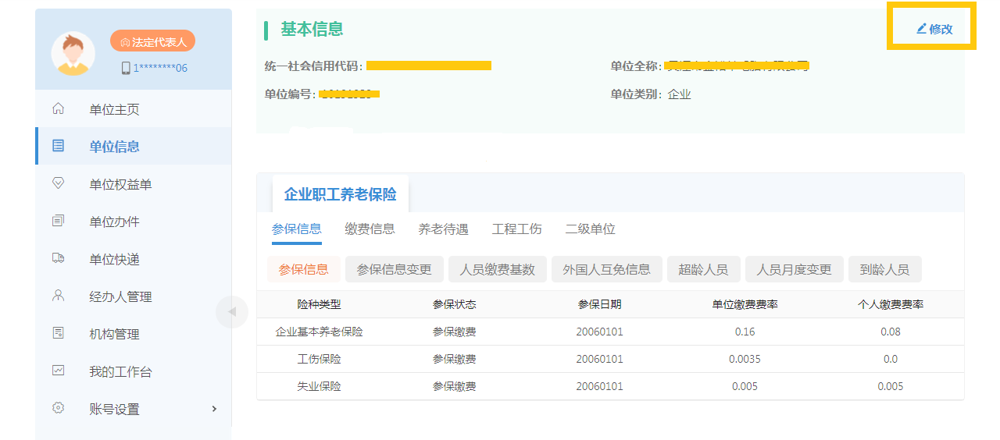 法定代表人
1********06
单位主页
单位信息
单位权益单
单位办件
单位快递
经办人管理
机构管理
我的工作台
账号设置
基本信息
修改
统一社会信用代码:
单位全称:
单位编号:
单位类别: 企业
企业职工养老保险
参保信息 缴费信息 养老待遇 工程工伤 二级单位
参保信息 参保信息变更 人员缴费基数 外国人互免信息 超龄人员 人员月度变更 到龄人员
险种类型 参保状态 参保日期 单位缴费费率 个人缴费费率
企业基本养老保险 参保缴费 20060101 0.16 0.08
工伤保险 参保缴费 20060101 0.0035 0.0
失业保险 参保缴费 20060101 0.005 0.005